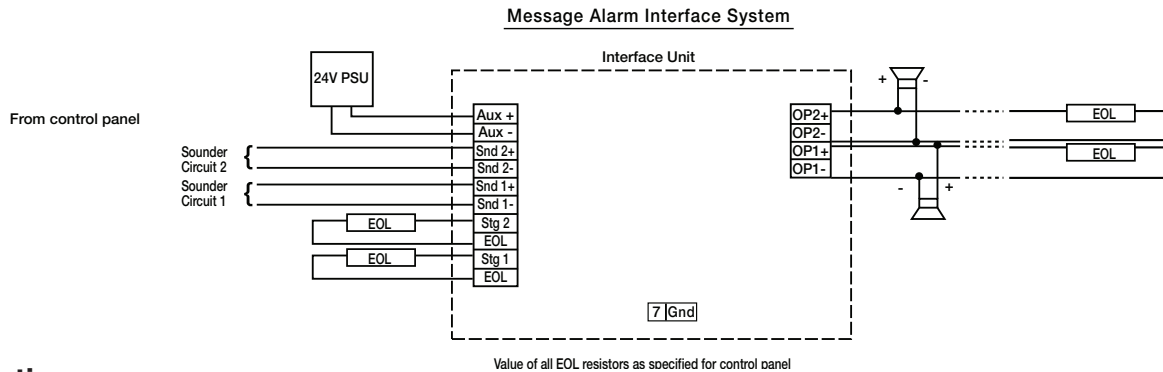 Message Alarm Interface System
Interface Unit
24V PSU
From control panel
Aux +
Aux -
Snd 2+
Snd 2-
Snd 1+
Snd 1-
Stg 2
EOL
Stg 1
EOL
Sounder
Circuit 2 {
Sounder
Circuit 1 {
EOL
EOL
OP2+
OP2-
OP1+
OP1-
+ -
- +
EOL
EOL
7 Gnd
Value of all EOL resistors as specified for control panel